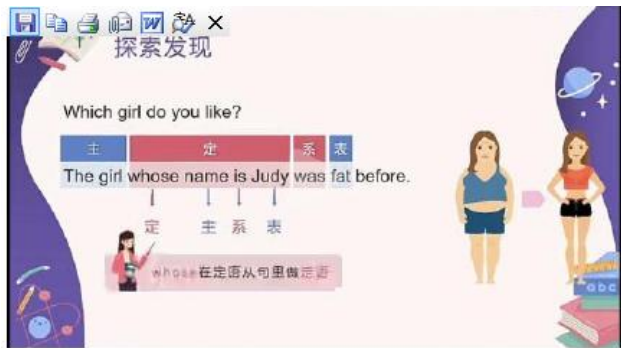 探索发现
Which girl do you like?
主 定 系 表
The girl whose name is Judy was fat before.
定 主 系 表
whose在定语从句里做定语
abc